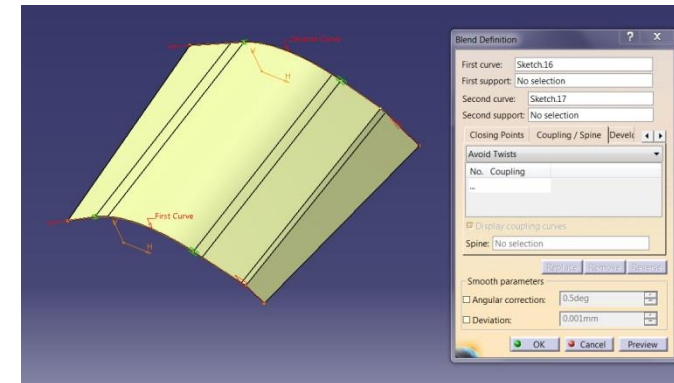 Second Curve
V
H
First Curve
V
H
Blend Definition
? X
First curve: Sketch.16
First support: No selection
Second curve: Sketch.17
Second support: No selection
Closing Points Coupling / Spine Develc
Avoid Twists
No. Coupling
...
Display coupling curves
Spine: No selection
Replace Remove Reverse
Smooth parameters
Angular correction: 0.5deg
Deviation: 0.001mm
OK Cancel Preview